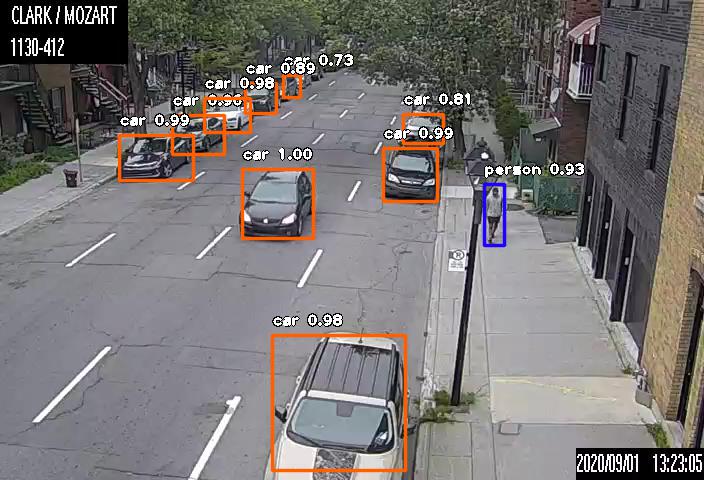 CLARK / MOZART
1130-412
car 0.73
car 0.89
car 0.98
car 0.96
car 0.99
car 0.81
car 0.99
car 1.00
person 0.93
car 0.98
2020/09/01 13:23:05